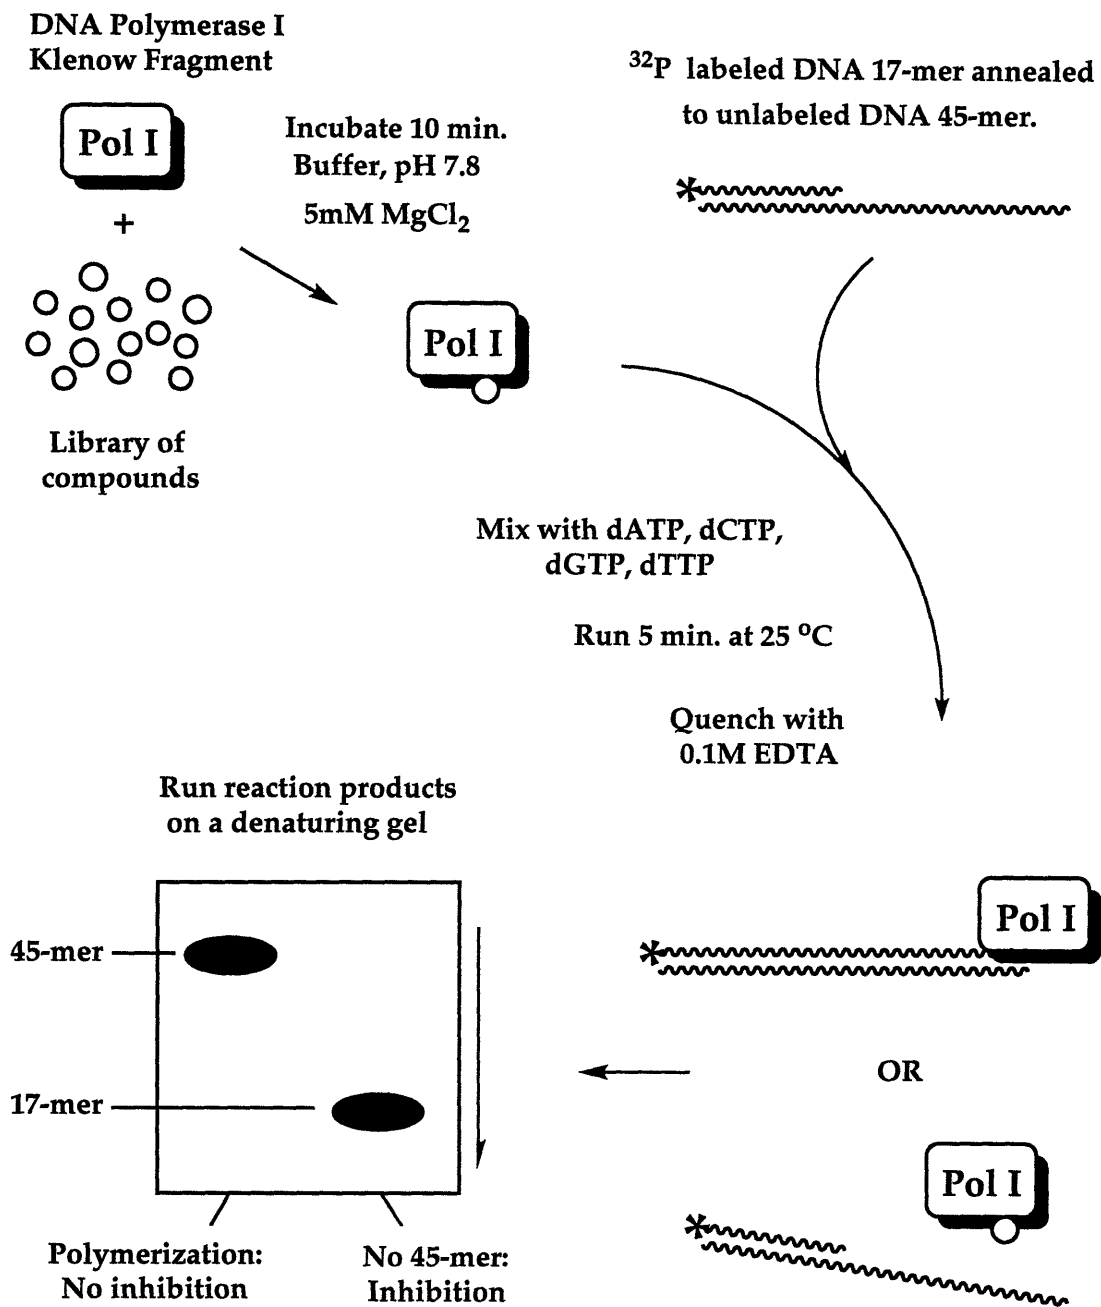 DNA Polymerase I
Klenow Fragment
Pol I
+
Library of
compounds
Incubate 10 min.
Buffer, pH 7.8
5mM MgCl₂
Pol I
³²P labeled DNA 17-mer annealed
to unlabeled DNA 45-mer.
*
Mix with dATP, dCTP,
dGTP, dTTP
Run 5 min. at 25 °C
Quench with
0.1M EDTA
Pol I
*
OR
Pol I
*
Run reaction products
on a denaturing gel
45-mer
17-mer
Polymerization:
No inhibition
No 45-mer:
Inhibition